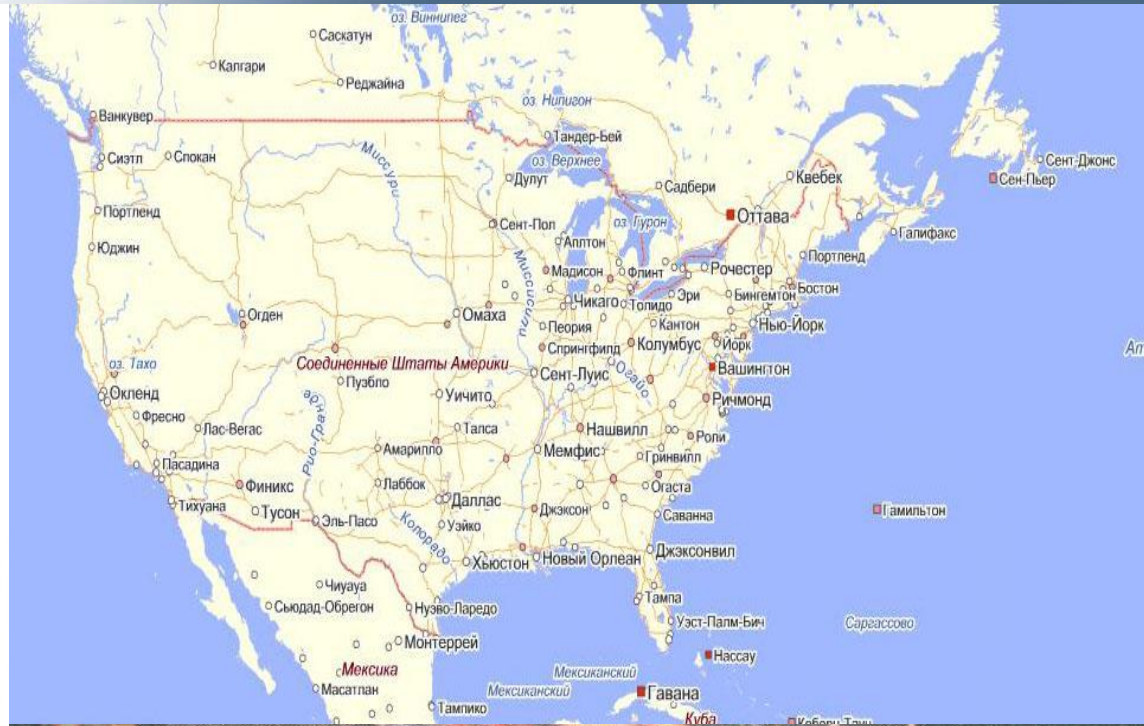 оз. Виннипег
Саскатун
Калгари
Реджайна
оз. Нипигон
Ванкувер
Тандер-Бей
Миссури
Сиэтл
Спокан
оз. Верхнее
Сент-Джонс
Дулут
Квебек
Сен-Пьер
Садбери
Портленд
Оттава
Сент-Пол
оз. Гурон
Галифакс
Юджин
Аплтон
Миссисипи
Портленд
Мадисон
Флинт
Рочестер
Эри
Бингемтон
Бостон
Чикаго
Толидо
Огден
Омаха
Пеория
Кантон
Нью-Йорк
Спрингфилд
Колумбус
Йорк
оз. Тахо
Соединенные Штаты Америки
Вашингтон
Сент-Луис
Огайо
Пуэбло
Окленд
Уичито
Ричмонд
Рио-Гранде
Фресно
Лас-Вегас
Талса
Нашвилл
Роли
Амарилло
Мемфис
Гринвилл
Пасадина
Финикс
Лаббок
Огаста
Даллас
Тихуана
Тусон
Эль-Пасо
Колорадо
Уэйко
Джэксон
Саванна
Гамильтон
Хьюстон
Новый Орлеан
Джэксонвил
Чиуауа
Сьюдад-Обрегон
Нуэво-Ларедо
Тампа
Уэст-Палм-Бич
Саргассово
Монтеррей
Нассау
Мексика
Мексиканский
Мексиканский
Масатлан
Гавана
Тампико
Куба